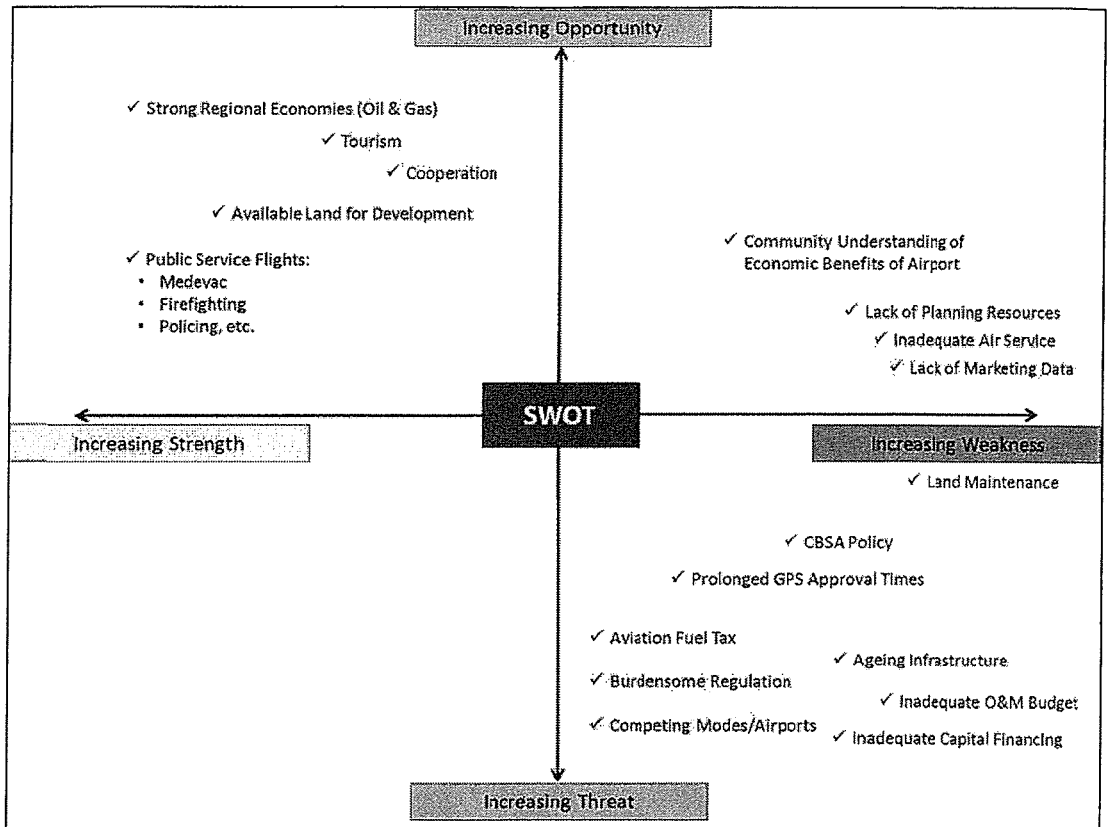 Increasing Opportunity
✓ Strong Regional Economies (Oil & Gas)
✓ Tourism
✓ Cooperation
✓ Available Land for Development
✓ Public Service Flights:
• Medevac
• Firefighting
• Policing, etc.
✓ Community Understanding of
Economic Benefits of Airport
✓ Lack of Planning Resources
✓ Inadequate Air Service
✓ Lack of Marketing Data
SWOT
Increasing Strength
Increasing Weakness
✓ Land Maintenance
✓ CBSA Policy
✓ Prolonged GPS Approval Times
✓ Aviation Fuel Tax
✓ Burdensome Regulation
✓ Competing Modes/Airports
✓ Ageing Infrastructure
✓ Inadequate O&M Budget
✓ Inadequate Capital Financing
Increasing Threat